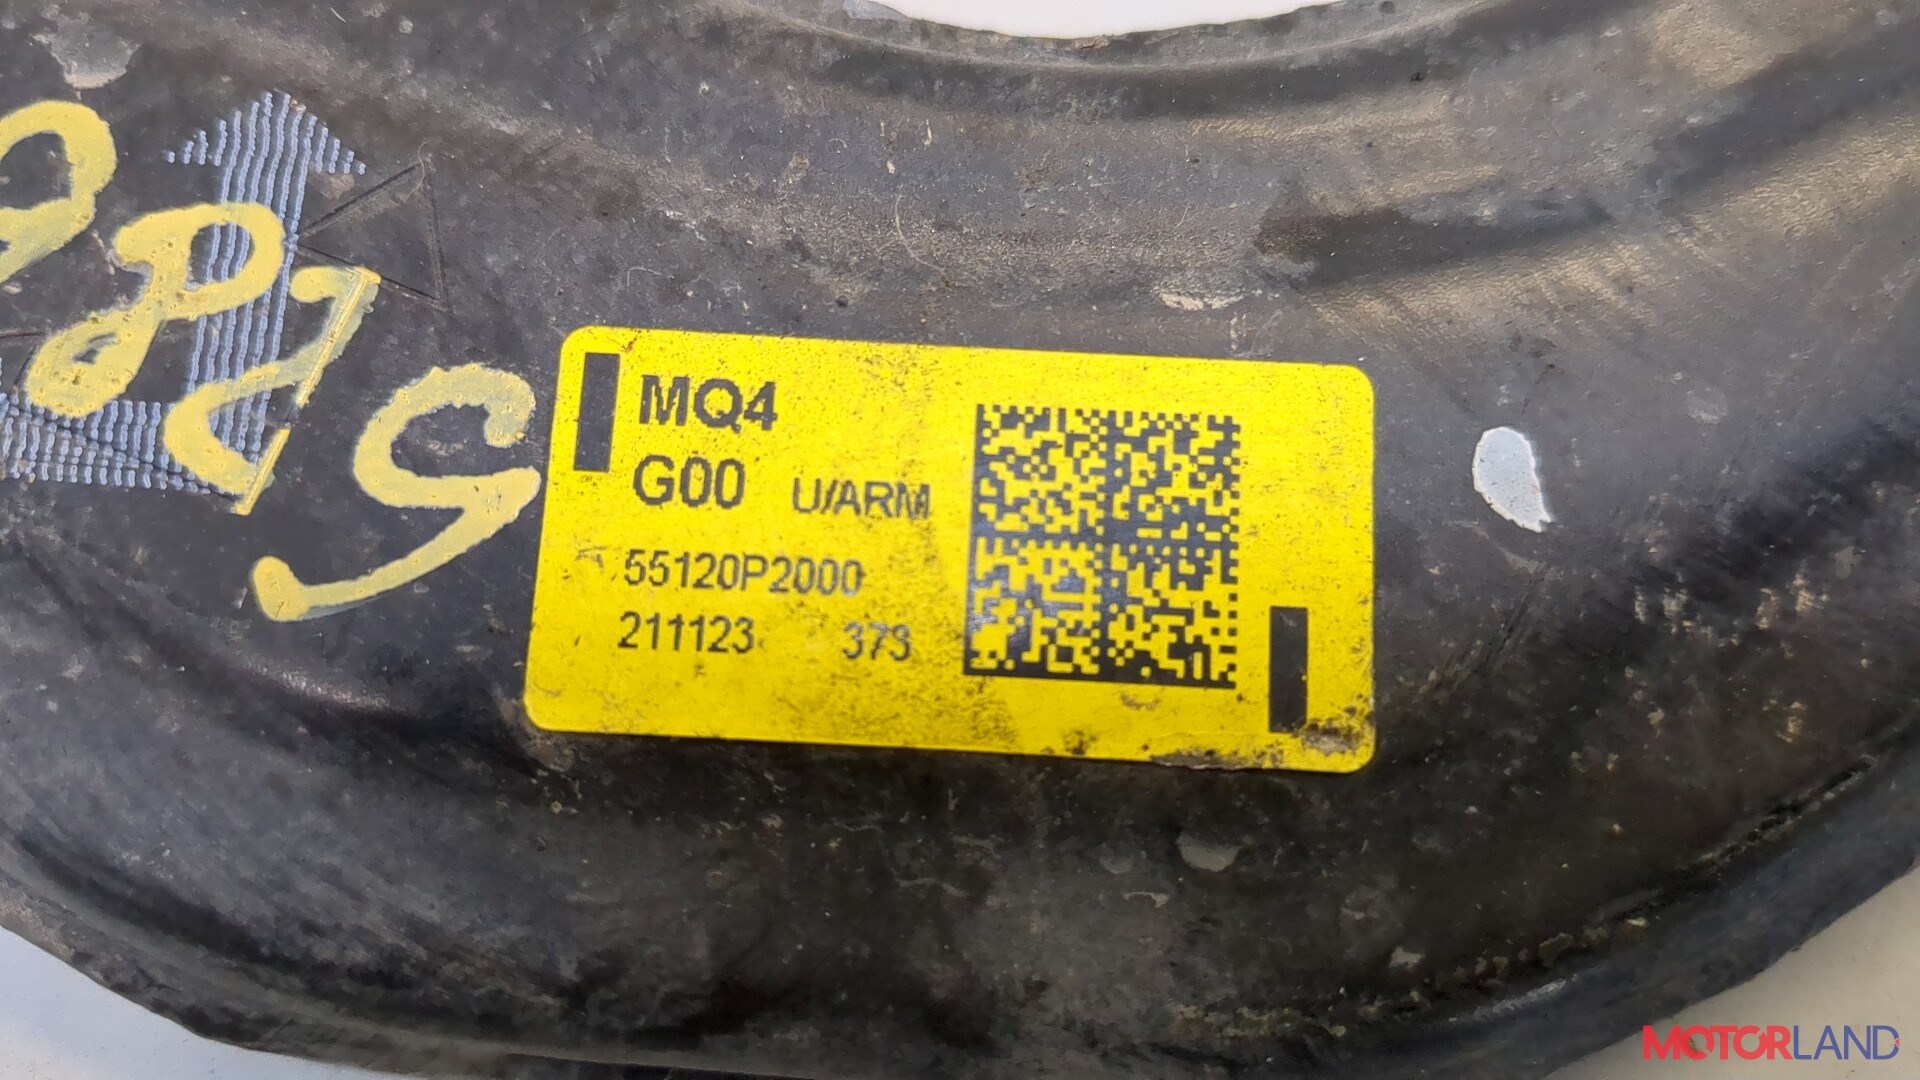 MQ4
G00 U/ARM
55120P2000
211123 373
MOTORLAND